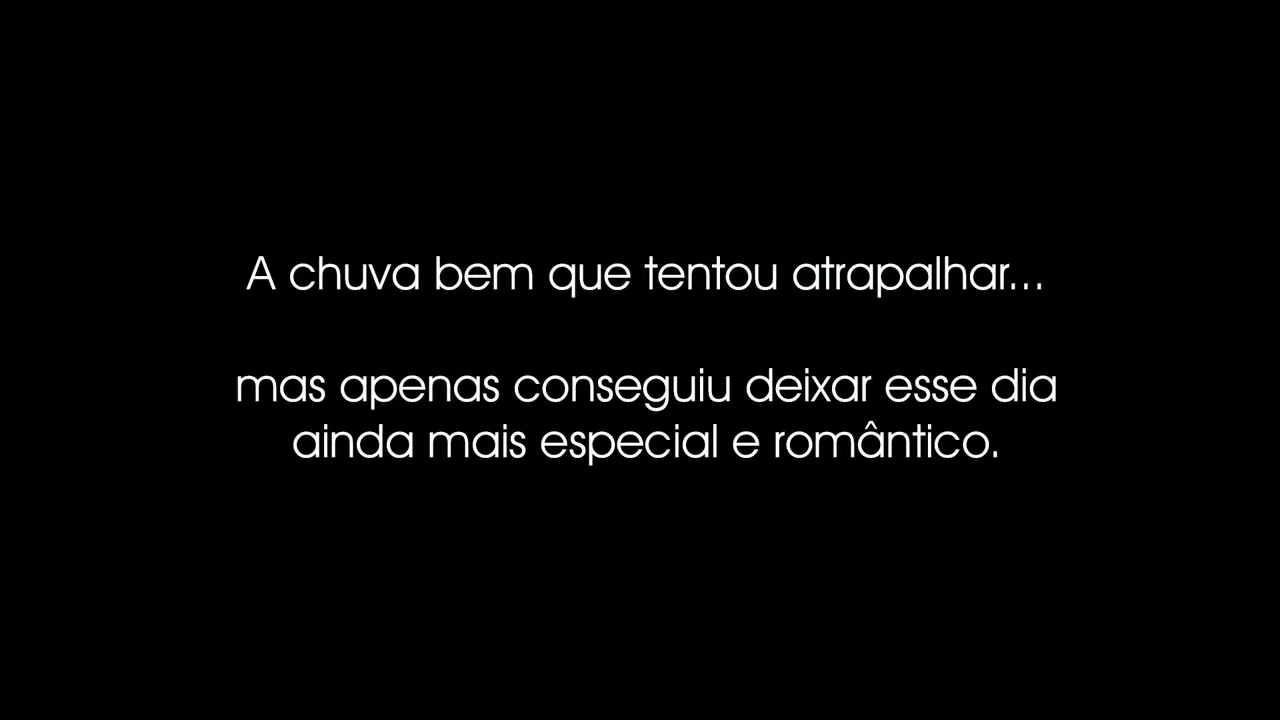 A chuva bem que tentou atrapalhar...
mas apenas conseguiu deixar esse dia
ainda mais especial e romântico.